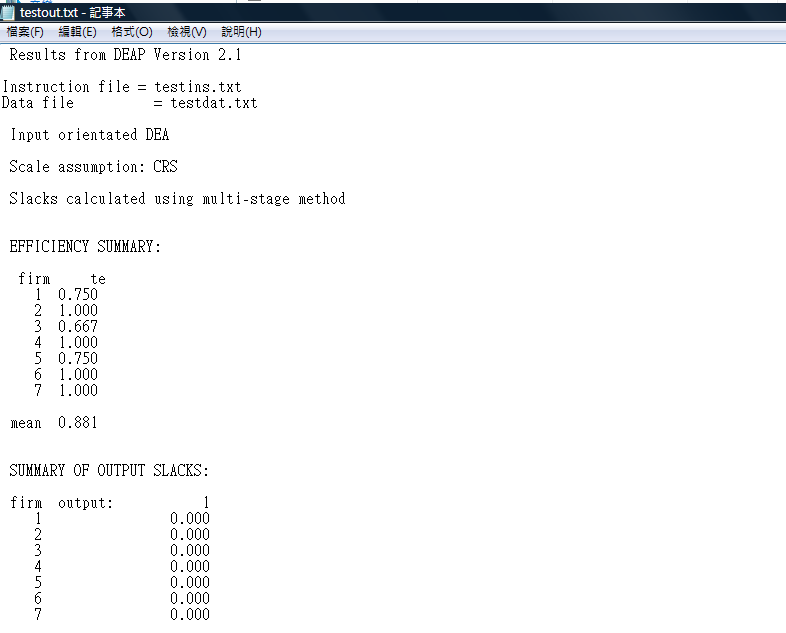 testout.txt - 記事本
檔案(F) 編輯(E) 格式(O) 檢視(V) 說明(H)
Results from DEAP Version 2.1
Instruction file = testins.txt
Data file          = testdat.txt
Input orientated DEA
Scale assumption: CRS
Slacks calculated using multi-stage method
EFFICIENCY SUMMARY:
firm     te
1  0.750
2  1.000
3  0.667
4  1.000
5  0.750
6  1.000
7  1.000
mean  0.881
SUMMARY OF OUTPUT SLACKS:
firm  output:           1
1                0.000
2                0.000
3                0.000
4                0.000
5                0.000
6                0.000
7                0.000